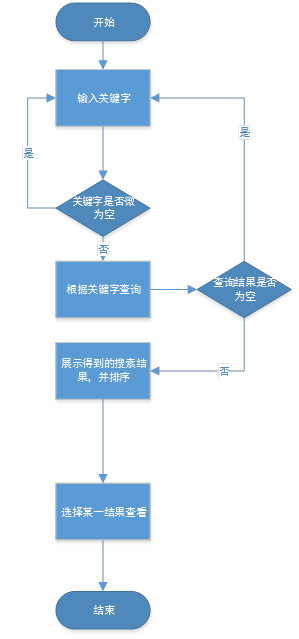 开始
输入关键字
是
是
关键字是否微
为空
否
根据关键字查询
查询结果是否
为空
展示得到的搜索结
果，并排序
否
选择某一结果查看
结束